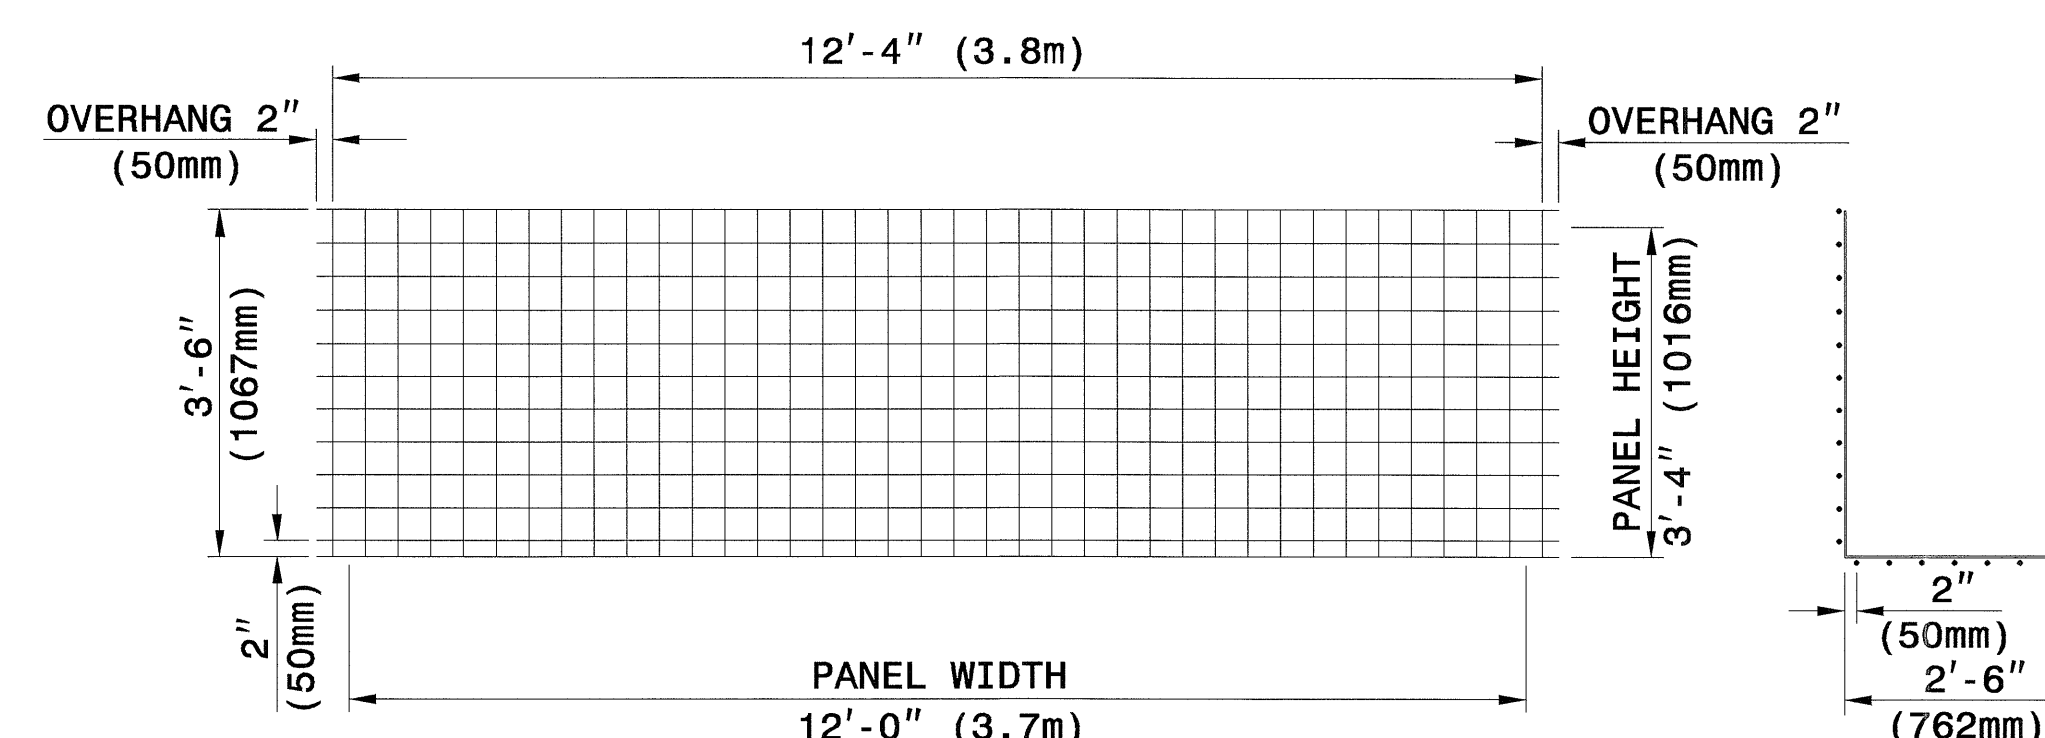 12'-4" (3.8m)
OVERHANG 2"
(50mm)
OVERHANG 2"
(50mm)
3'-6"
(1067mm)
PANEL HEIGHT
3'-4" (1016mm)
2"
(50mm)
2"
(50mm)
2'-6"
(762mm)
PANEL WIDTH
12'-0" (3.7m)